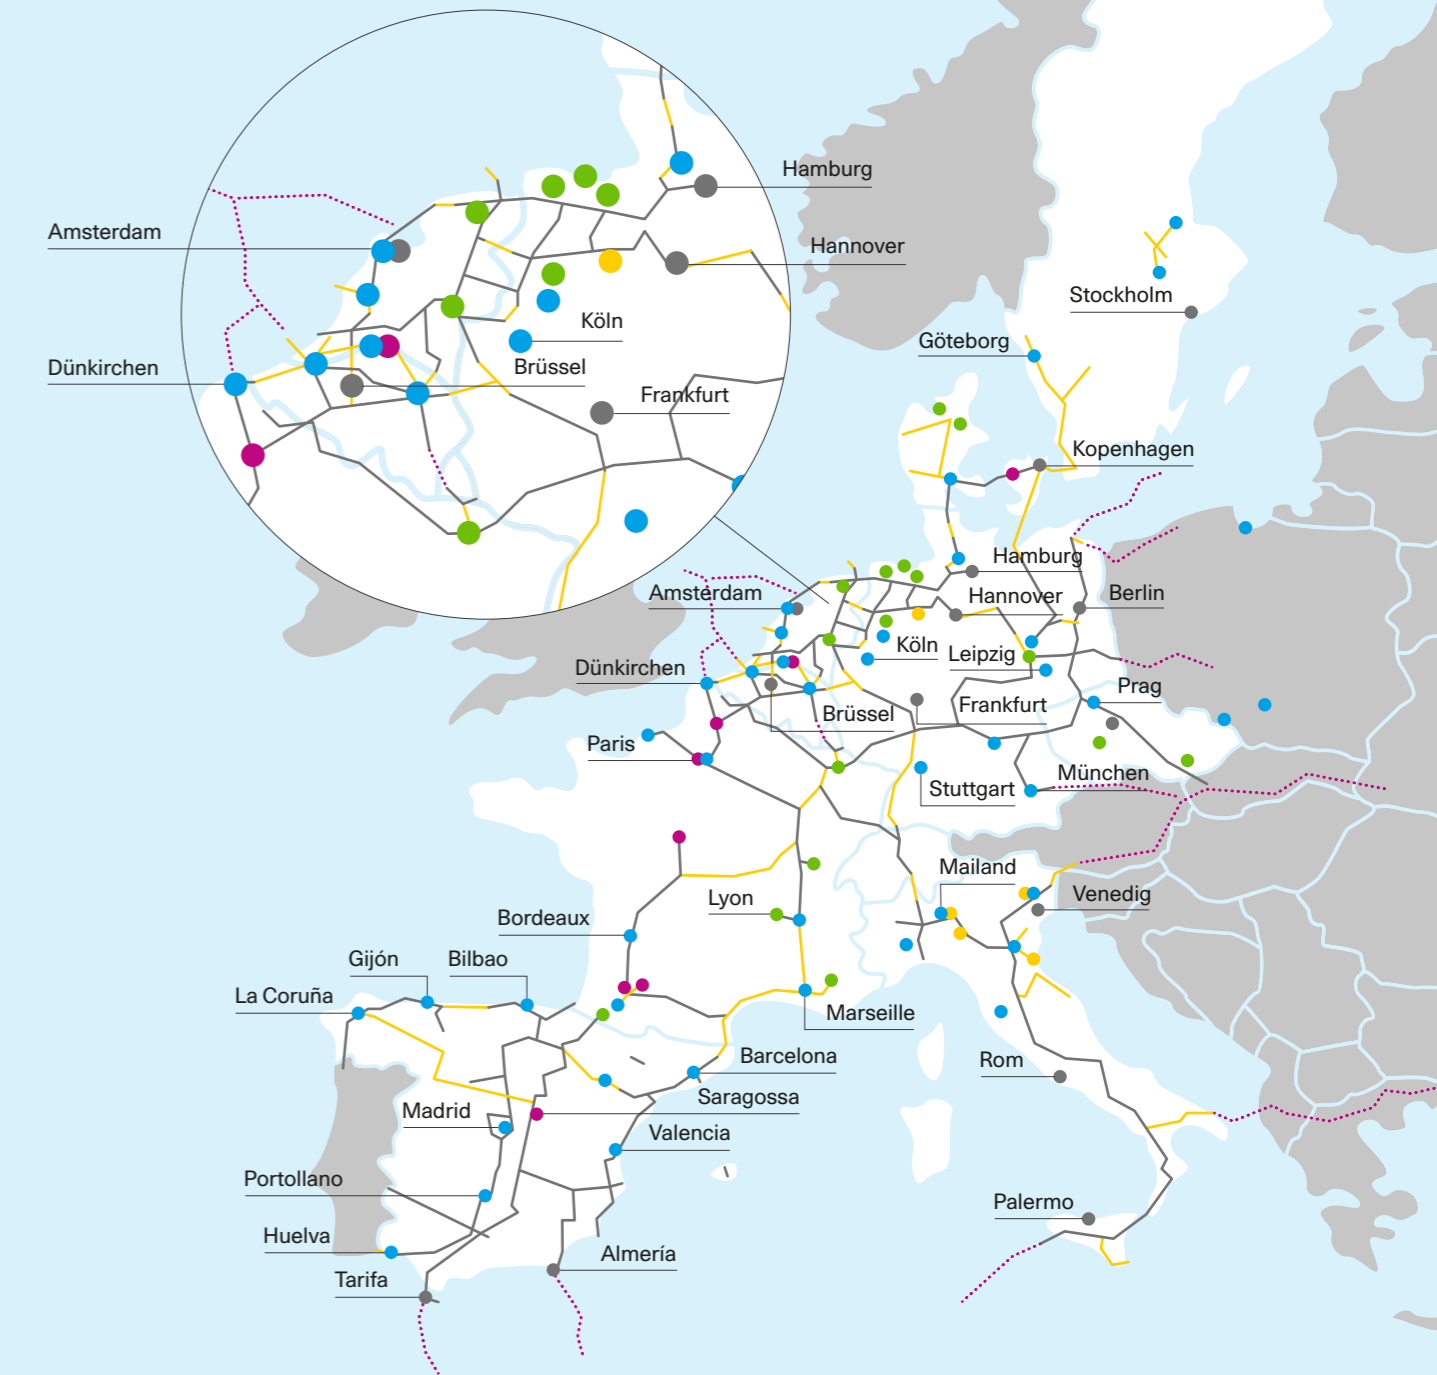 Hamburg
Amsterdam
Hannover
Köln
Dünkirchen
Brüssel
Frankfurt
Stockholm
Göteborg
Kopenhagen
Hamburg
Amsterdam
Hannover
Berlin
Köln
Leipzig
Dünkirchen
Prag
Frankfurt
Brüssel
Paris
München
Stuttgart
Mailand
Venedig
Lyon
Bordeaux
Gijón
Bilbao
La Coruña
Marseille
Barcelona
Rom
Saragossa
Madrid
Valencia
Portollano
Palermo
Huelva
Almería
Tarifa